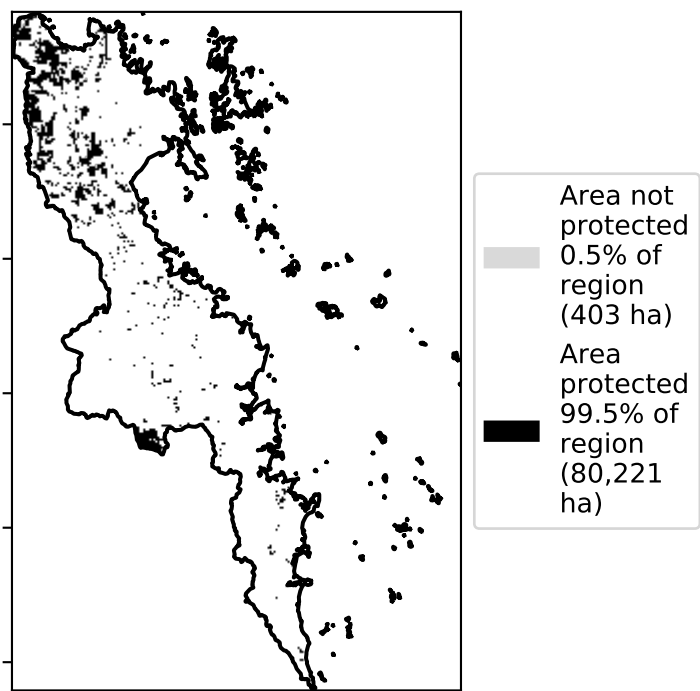 Area not
protected
0.5% of
region
(403 ha)
Area
protected
99.5% of
region
(80,221
ha)